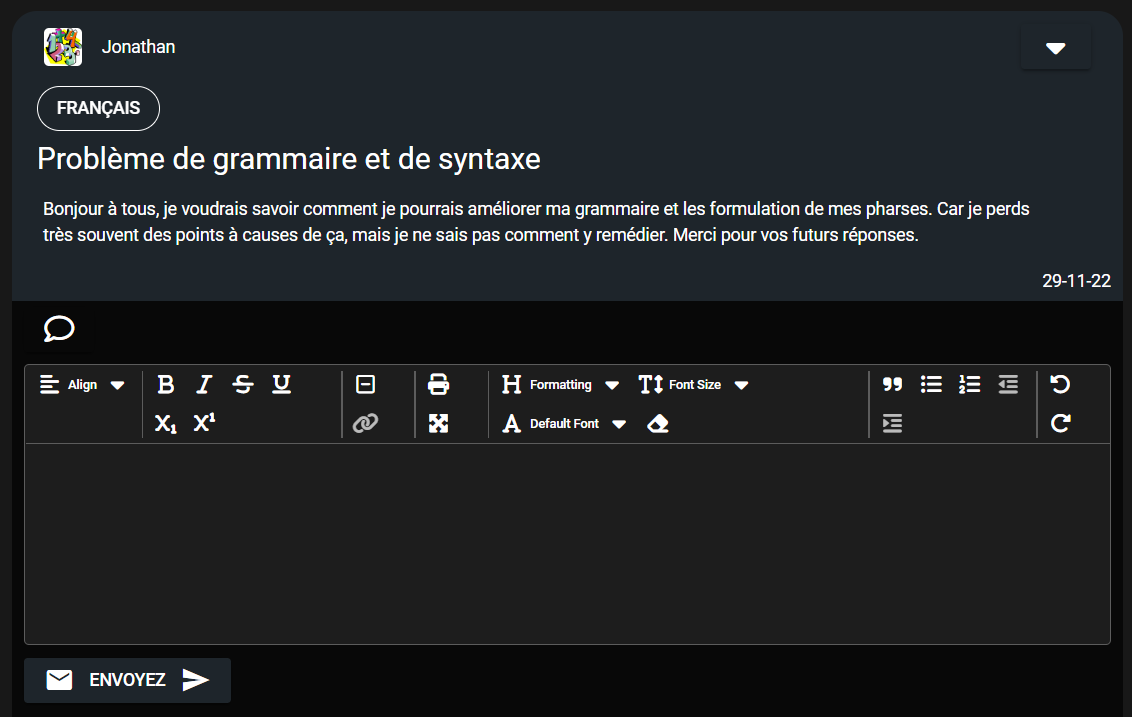 Jonathan
FRANÇAIS
Problème de grammaire et de syntaxe
Bonjour à tous, je voudrais savoir comment je pourrais améliorer ma grammaire et les formulation de mes pharses. Car je perds
très souvent des points à causes de ça, mais je ne sais pas comment y remédier. Merci pour vos futurs réponses.
29-11-22
Align B I S U H Formatting T Font Size
X₁ X¹ A Default Font
ENVOYEZ